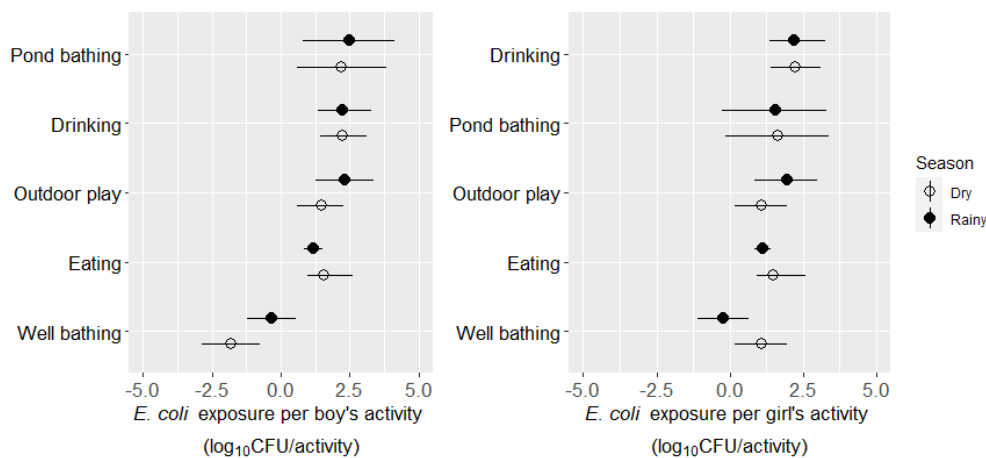 Pond bathing
Drinking
Outdoor play
Eating
Well bathing
-5.0 -2.5 0.0 2.5 5.0
E. coli exposure per boy's activity
(log₁₀CFU/activity)
Drinking
Pond bathing
Outdoor play
Eating
Well bathing
-5.0 -2.5 0.0 2.5 5.0
E. coli exposure per girl's activity
(log₁₀CFU/activity)
Season
Dry
Rainy